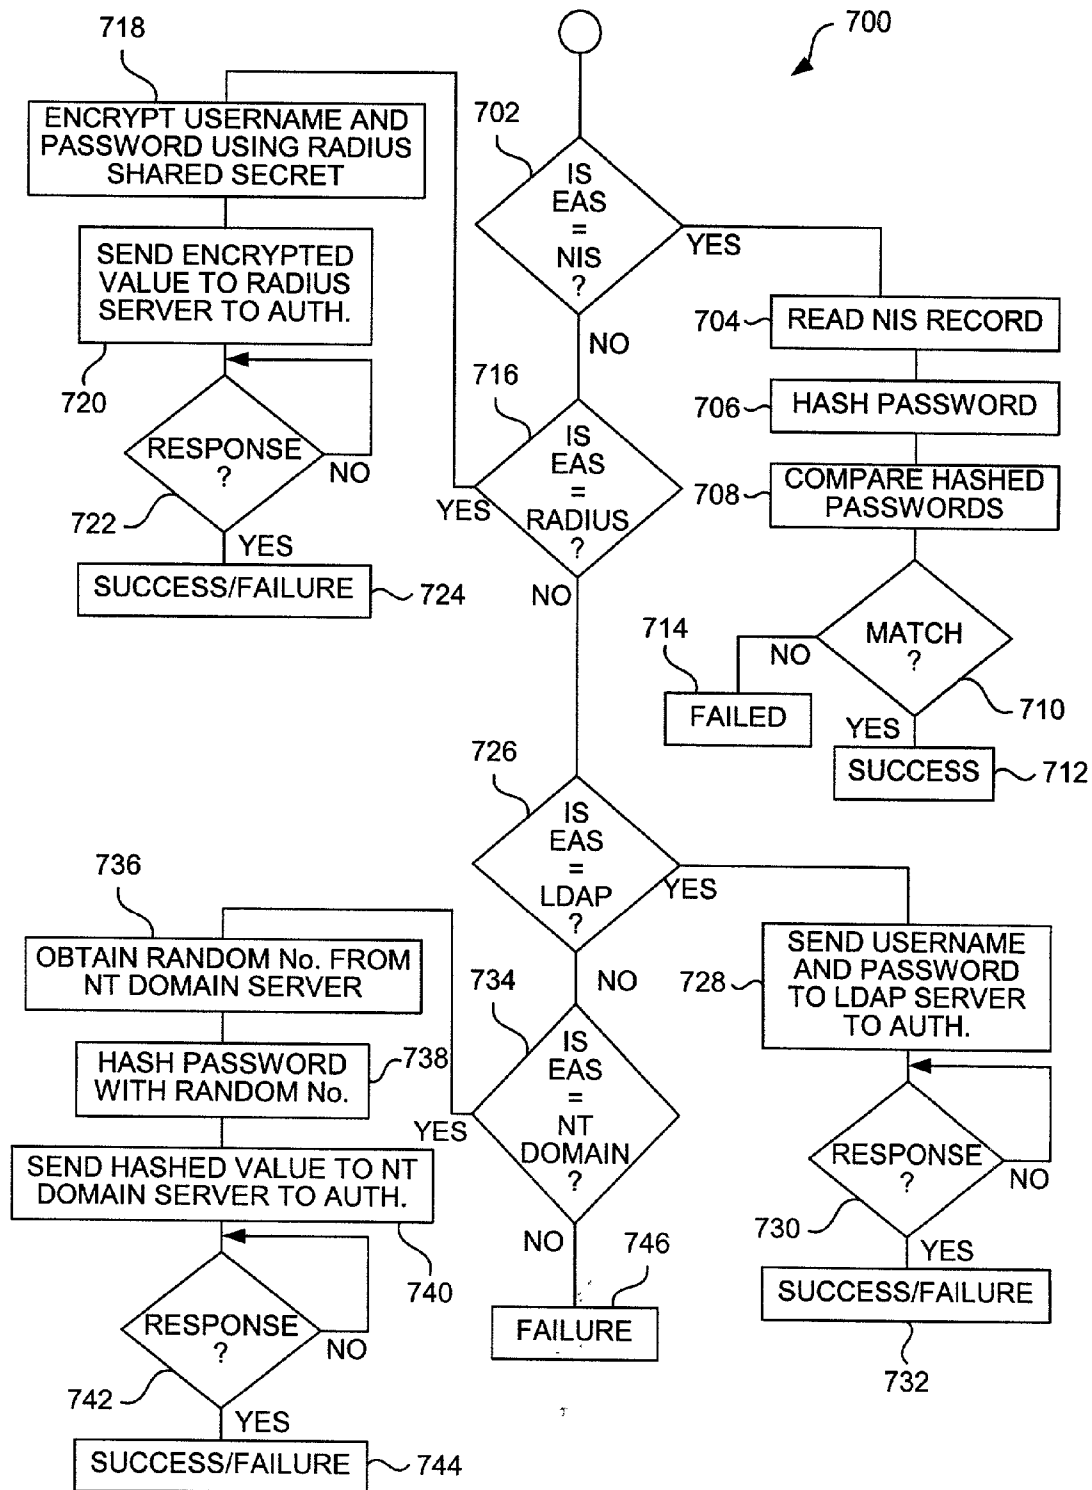 700
718
ENCRYPT USERNAME AND
PASSWORD USING RADIUS
SHARED SECRET
SEND ENCRYPTED
VALUE TO RADIUS
SERVER TO AUTH.
720
RESPONSE
?
NO
722
YES
SUCCESS/FAILURE
724
702
IS
EAS
=
NIS
?
YES
NO
704
READ NIS RECORD
706
HASH PASSWORD
708
COMPARE HASHED
PASSWORDS
MATCH
?
710
NO
714
FAILED
YES
SUCCESS
712
716
IS
EAS
=
RADIUS
?
YES
NO
726
IS
EAS
=
LDAP
?
YES
NO
728
SEND USERNAME
AND PASSWORD
TO LDAP SERVER
TO AUTH.
RESPONSE
?
NO
730
YES
SUCCESS/FAILURE
732
734
IS
EAS
=
NT
DOMAIN
?
YES
NO
746
FAILURE
736
OBTAIN RANDOM No. FROM
NT DOMAIN SERVER
HASH PASSWORD
WITH RANDOM No.
738
SEND HASHED VALUE TO NT
DOMAIN SERVER TO AUTH.
740
RESPONSE
?
NO
742
YES
SUCCESS/FAILURE
744